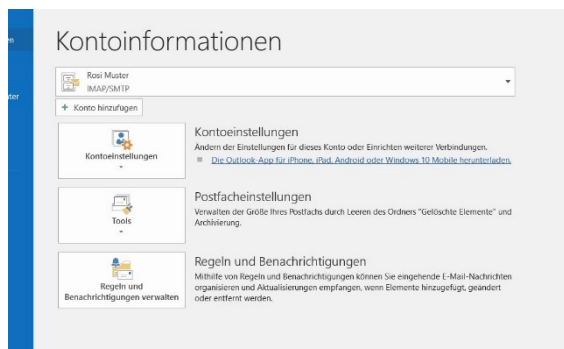 Kontoinformationen
Rosi Muster
IMAP/SMTP
+ Konto hinzufügen
Kontoeinstellungen
Kontoeinstellungen
Ändern der Einstellungen für dieses Konto oder Einrichten weiterer Verbindungen.
Die Outlook-App für iPhone, iPad, Android oder Windows 10 Mobile herunterladen.
Tools
Postfacheinstellungen
Verwalten der Größe Ihres Postfachs durch Leeren des Ordners "Gelöschte Elemente" und
Archivierung.
Regeln und
Benachrichtigungen verwalten
Regeln und Benachrichtigungen
Mithilfe von Regeln und Benachrichtigungen können Sie eingehende E-Mail-Nachrichten
organisieren und Aktualisierungen empfangen, wenn Elemente hinzugefügt, geändert
oder entfernt werden.